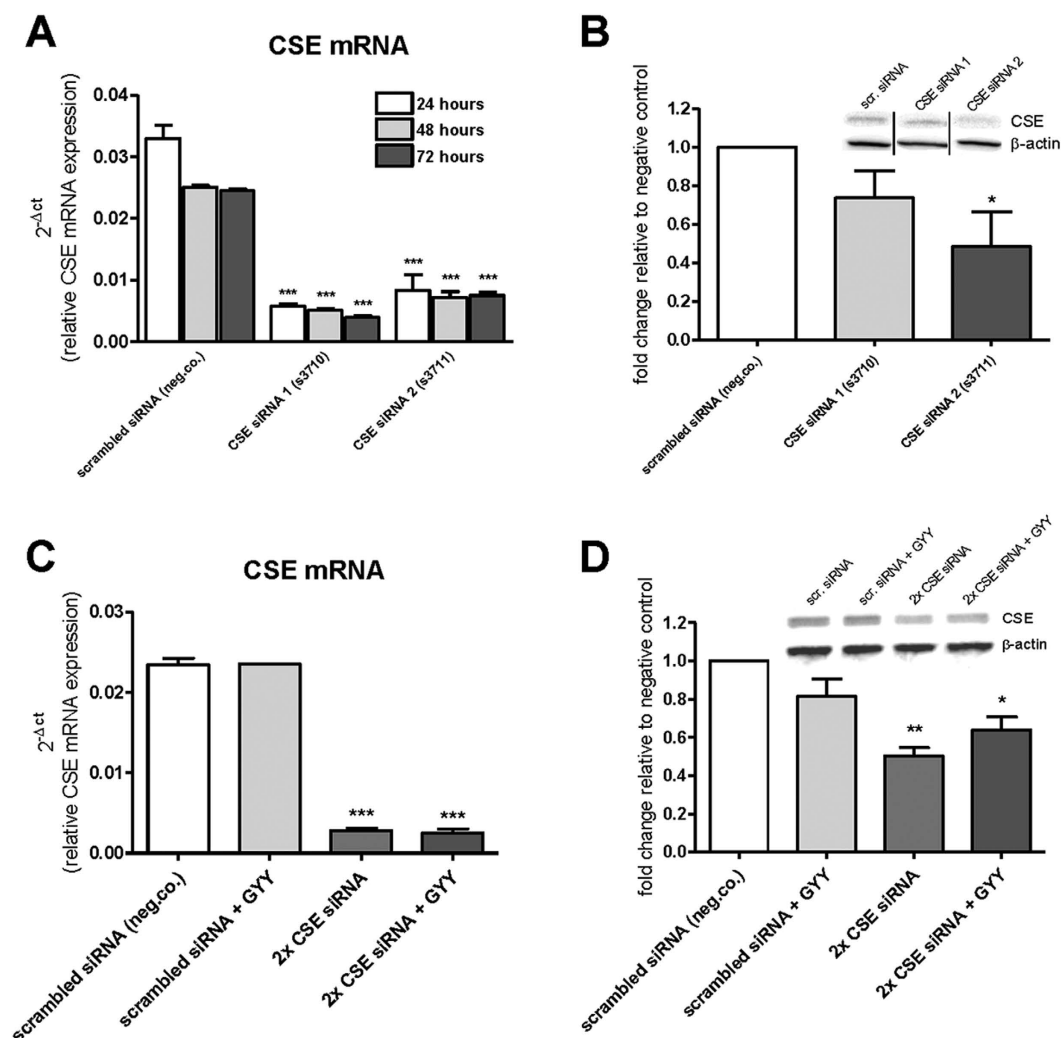 A
CSE mRNA
2-Δct
(relative CSE mRNA expression)
0.04
0.03
0.02
0.01
0.00
24 hours
48 hours
72 hours
***
***
***
***
***
***
scrambled siRNA (neg.co.)
CSE siRNA 1 (s3710)
CSE siRNA 2 (s3711)
B
fold change relative to negative control
1.2
1.0
0.8
0.6
0.4
0.2
0.0
scr. siRNA
CSE siRNA 1
CSE siRNA 2
CSE
β-actin
*
scrambled siRNA (neg.co.)
CSE siRNA 1 (s3710)
CSE siRNA 2 (s3711)
C
CSE mRNA
2-Δct
(relative CSE mRNA expression)
0.03
0.02
0.01
0.00
***
***
scrambled siRNA (neg.co.)
scrambled siRNA + GYY
2x CSE siRNA
2x CSE siRNA + GYY
D
fold change relative to negative control
1.2
1.0
0.8
0.6
0.4
0.2
0.0
scr. siRNA
scr. siRNA + GYY
2x CSE siRNA
2x CSE siRNA + GYY
CSE
β-actin
**
*
scrambled siRNA (neg.co.)
scrambled siRNA + GYY
2x CSE siRNA
2x CSE siRNA + GYY